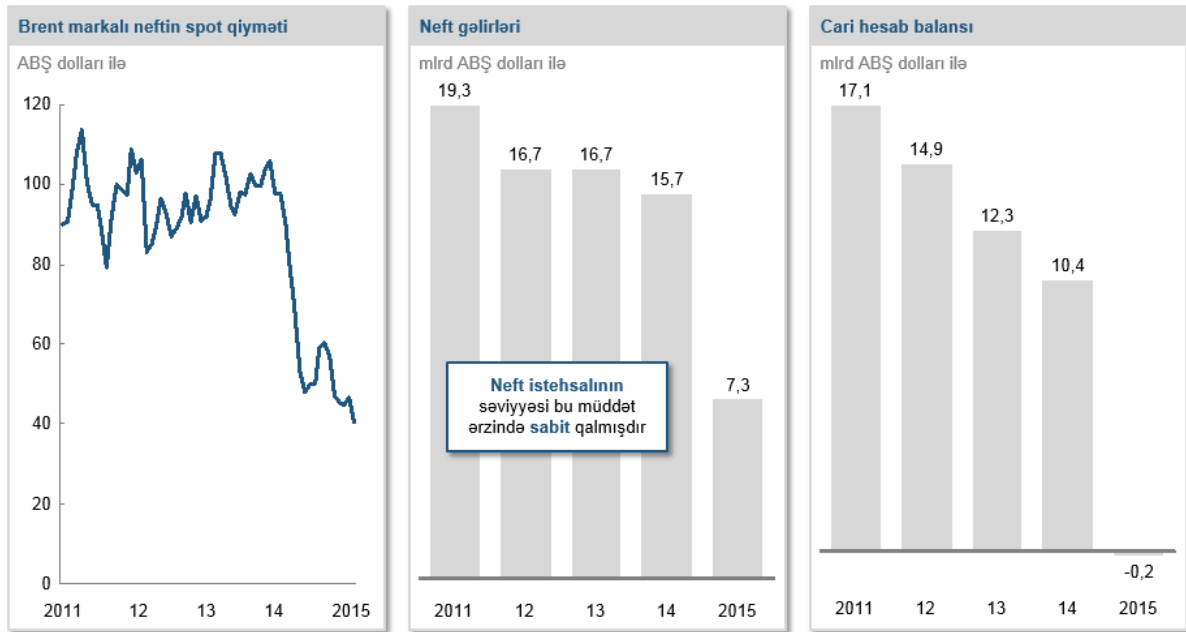 Brent markalı neftin spot qiyməti
ABŞ dolları ilə
120
100
80
60
40
20
0
2011 12 13 14 2015
Neft gəlirləri
mlrd ABŞ dolları ilə
19,3
16,7
16,7
15,7
7,3
Neft istehsalının
səviyyəsi bu müddət
ərzində sabit qalmışdır
2011 12 13 14 2015
Cari hesab balansı
mlrd ABŞ dolları ilə
17,1
14,9
12,3
10,4
-0,2
2011 12 13 14 2015